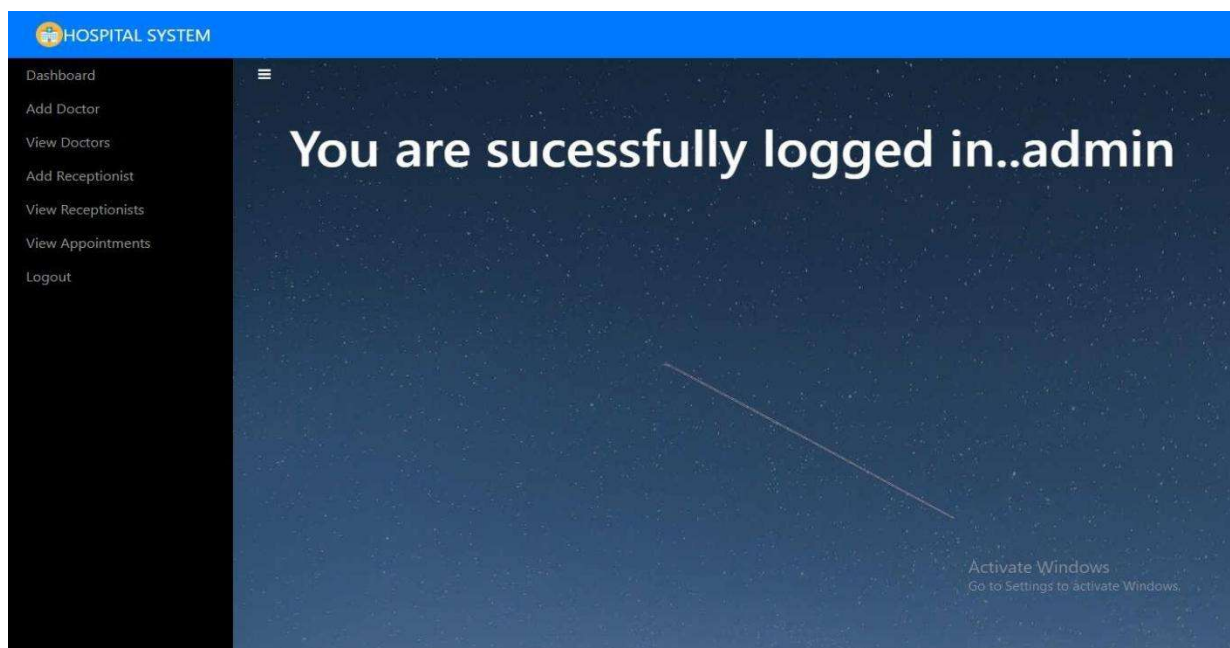 HOSPITAL SYSTEM
Dashboard
Add Doctor
View Doctors
Add Receptionist
View Receptionists
View Appointments
Logout
You are sucessfully logged in..admin
Activate Windows
Go to Settings to activate Windows.